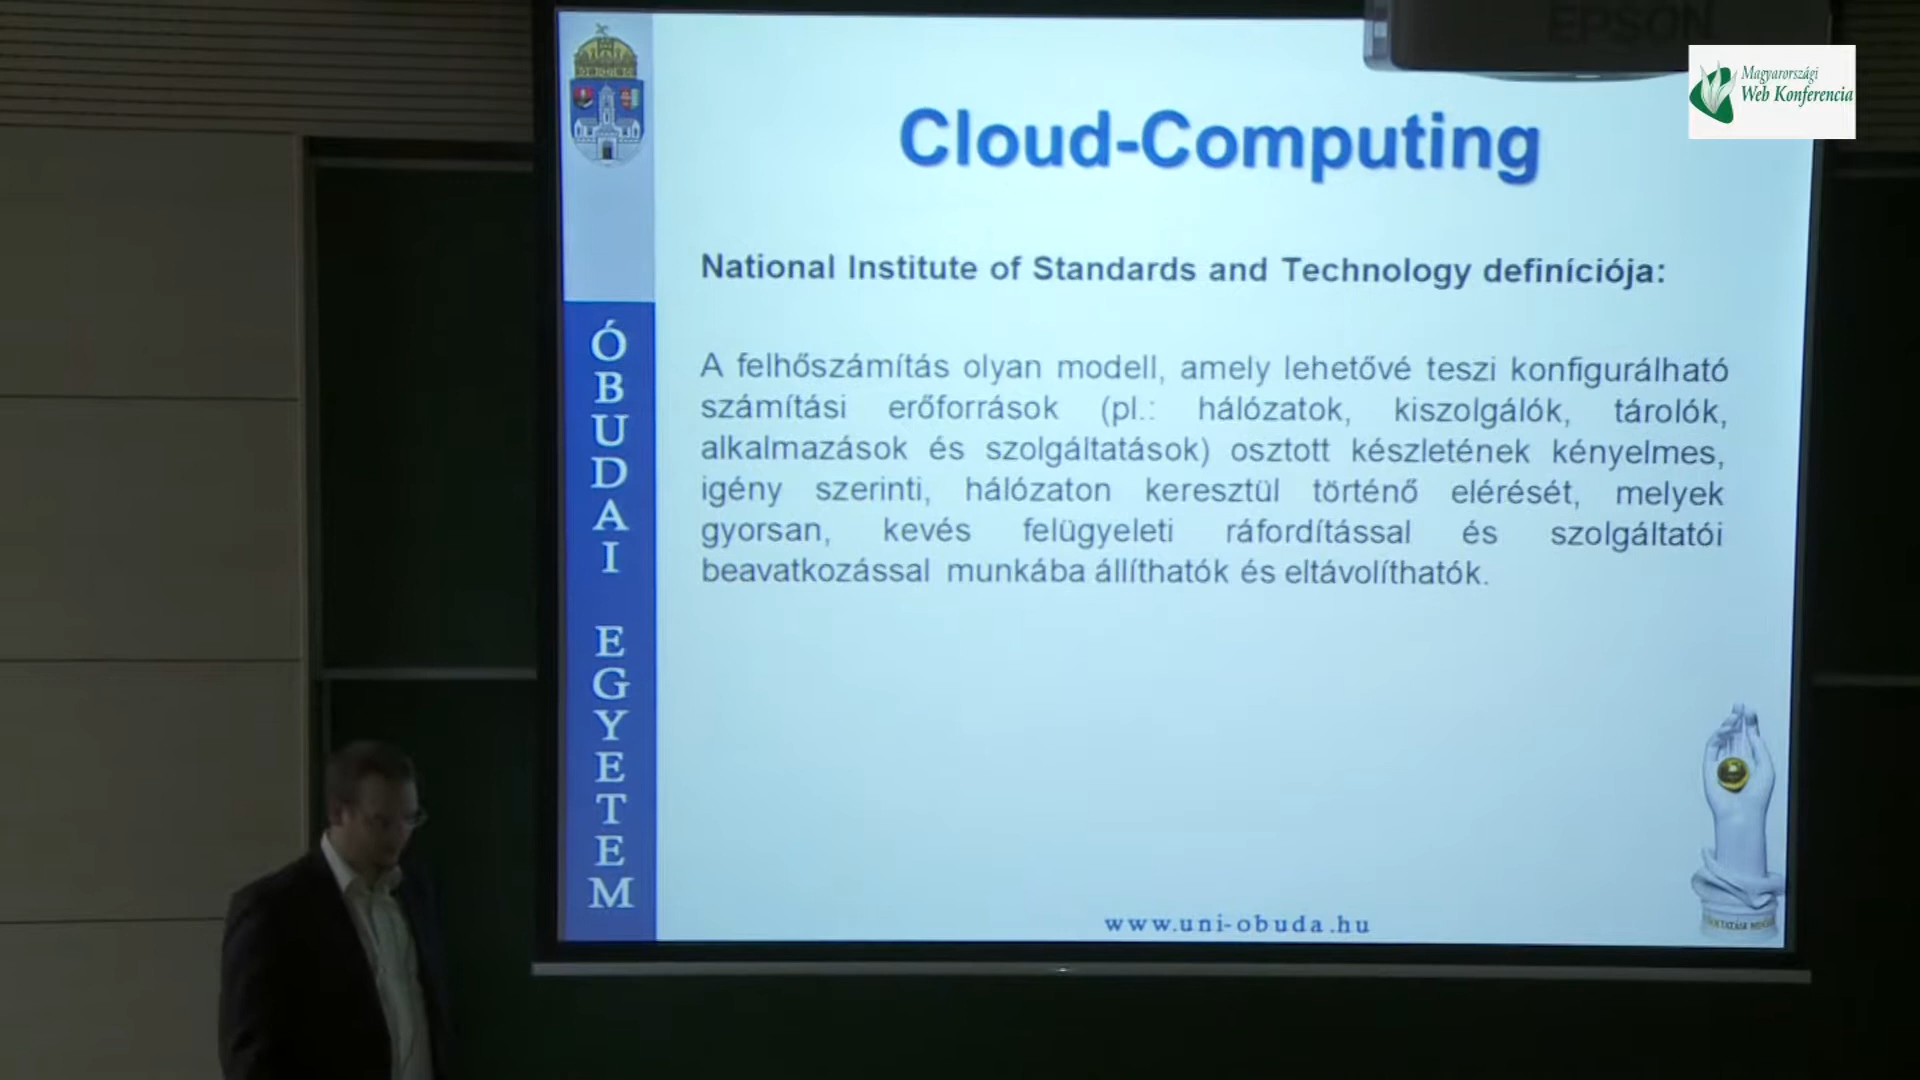 EPSON
Magyarországi
Web Konferencia
Cloud-Computing
National Institute of Standards and Technology definíciója:
A felhőszámítás olyan modell, amely lehetővé teszi konfigurálható
számítási erőforrások (pl.: hálózatok, kiszolgálók, tárolók,
alkalmazások és szolgáltatások) osztott készletének kényelmes,
igény szerinti, hálózaton keresztül történő elérését, melyek
gyorsan, kevés felügyeleti ráfordítással és szolgáltatói
beavatkozással munkába állíthatók és eltávolíthatók.
ÓBUDAI EGYETEM
www.uni-obuda.hu